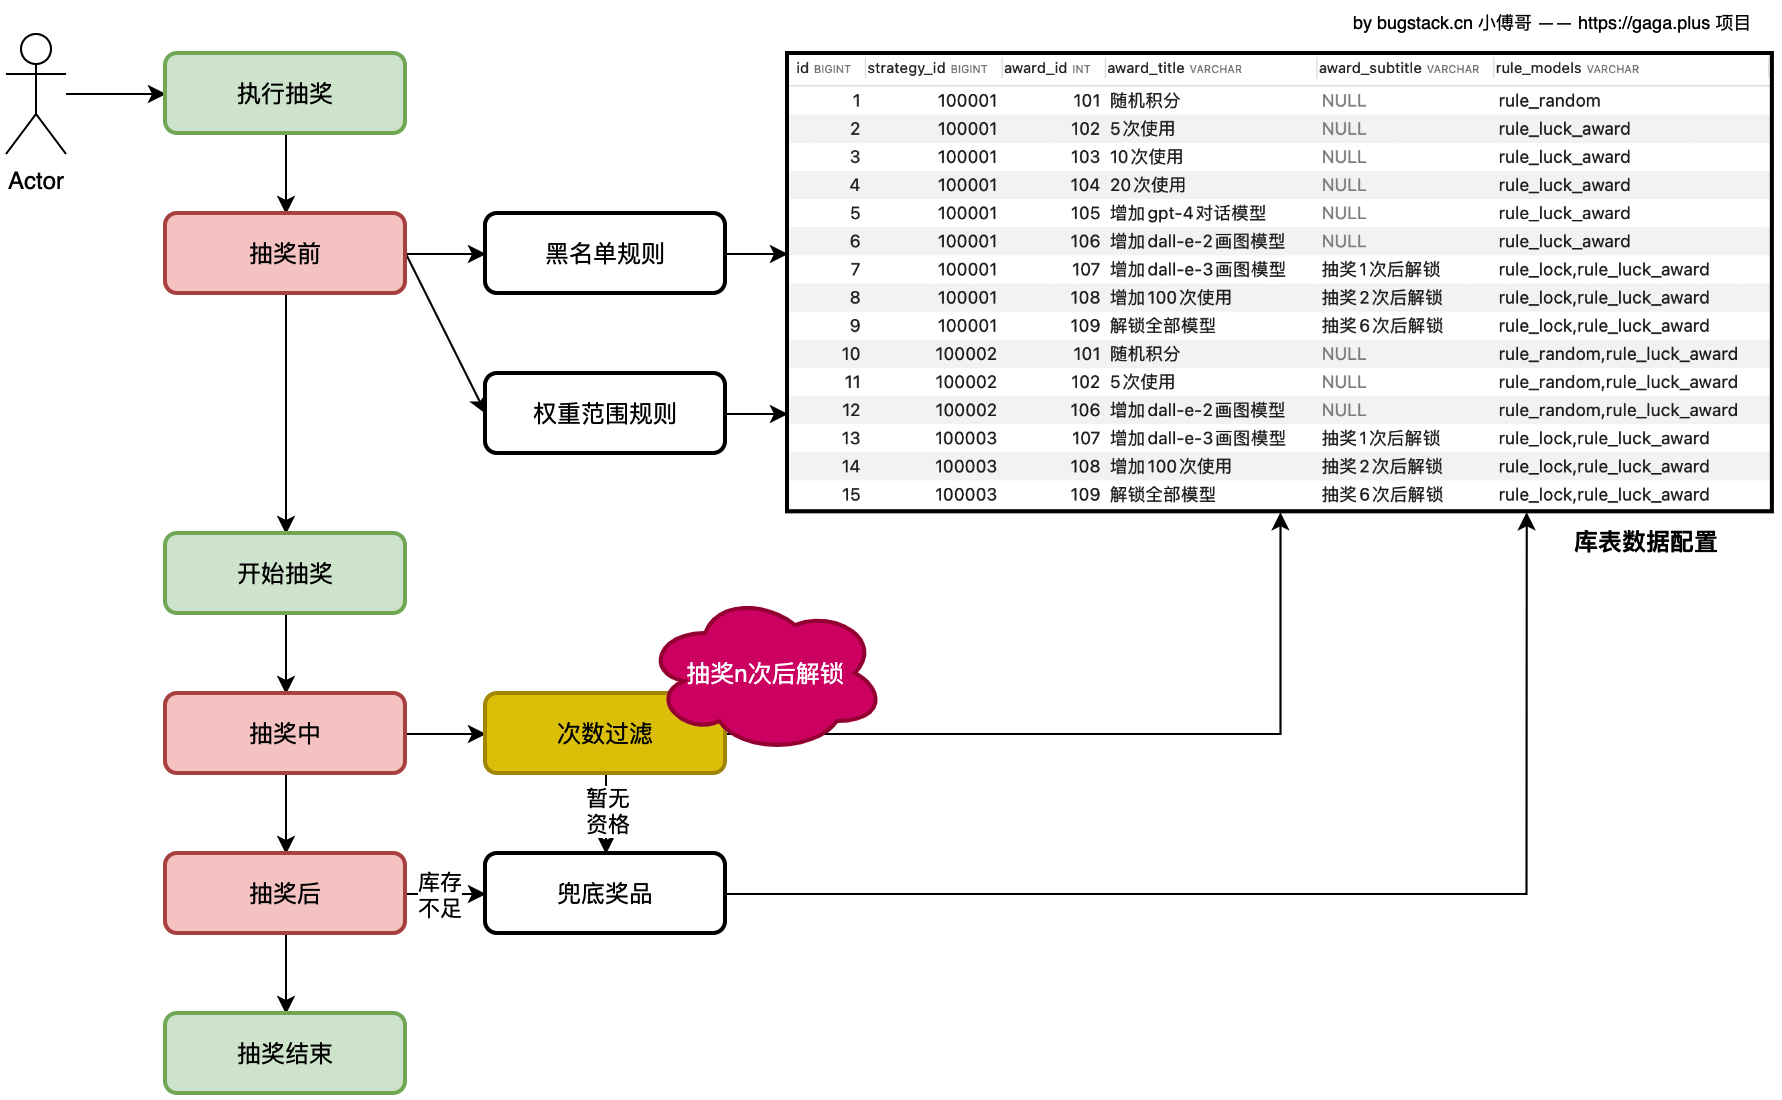 by bugstack.cn 小傅哥 —— https://gaga.plus 项目
Actor
执行抽奖
抽奖前
黑名单规则
权重范围规则
id BIGINT strategy_id BIGINT award_id INT award_title VARCHAR award_subtitle VARCHAR rule_models VARCHAR
1 100001 101 随机积分 NULL rule_random
2 100001 102 5次使用 NULL rule_luck_award
3 100001 103 10次使用 NULL rule_luck_award
4 100001 104 20次使用 NULL rule_luck_award
5 100001 105 增加gpt-4对话模型 NULL rule_luck_award
6 100001 106 增加dall-e-2画图模型 NULL rule_luck_award
7 100001 107 增加dall-e-3画图模型 抽奖1次后解锁 rule_lock,rule_luck_award
8 100001 108 增加100次使用 抽奖2次后解锁 rule_lock,rule_luck_award
9 100001 109 解锁全部模型 抽奖6次后解锁 rule_lock,rule_luck_award
10 100002 101 随机积分 NULL rule_random,rule_luck_award
11 100002 102 5次使用 NULL rule_random,rule_luck_award
12 100002 106 增加dall-e-2画图模型 NULL rule_random,rule_luck_award
13 100003 107 增加dall-e-3画图模型 抽奖1次后解锁 rule_lock,rule_luck_award
14 100003 108 增加100次使用 抽奖2次后解锁 rule_lock,rule_luck_award
15 100003 109 解锁全部模型 抽奖6次后解锁 rule_lock,rule_luck_award
库表数据配置
开始抽奖
抽奖n次后解锁
抽奖中
次数过滤
暂无
资格
抽奖后
库存
不足
兜底奖品
抽奖结束